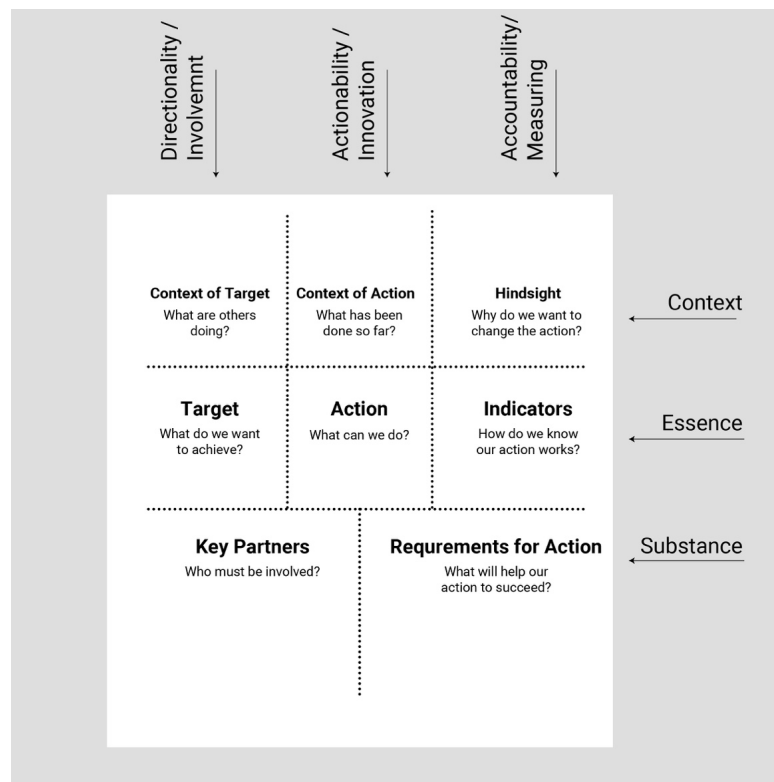 Directionality /
Involvemnt
Actionability /
Innovation
Accountability/
Measuring
Context of Target
What are others
doing?
Context of Action
What has been
done so far?
Hindsight
Why do we want to
change the action?
Context
Target
What do we want
to achieve?
Action
What can we do?
Indicators
How do we know
our action works?
Essence
Key Partners
Who must be involved?
Requrements for Action
What will help our
action to succeed?
Substance